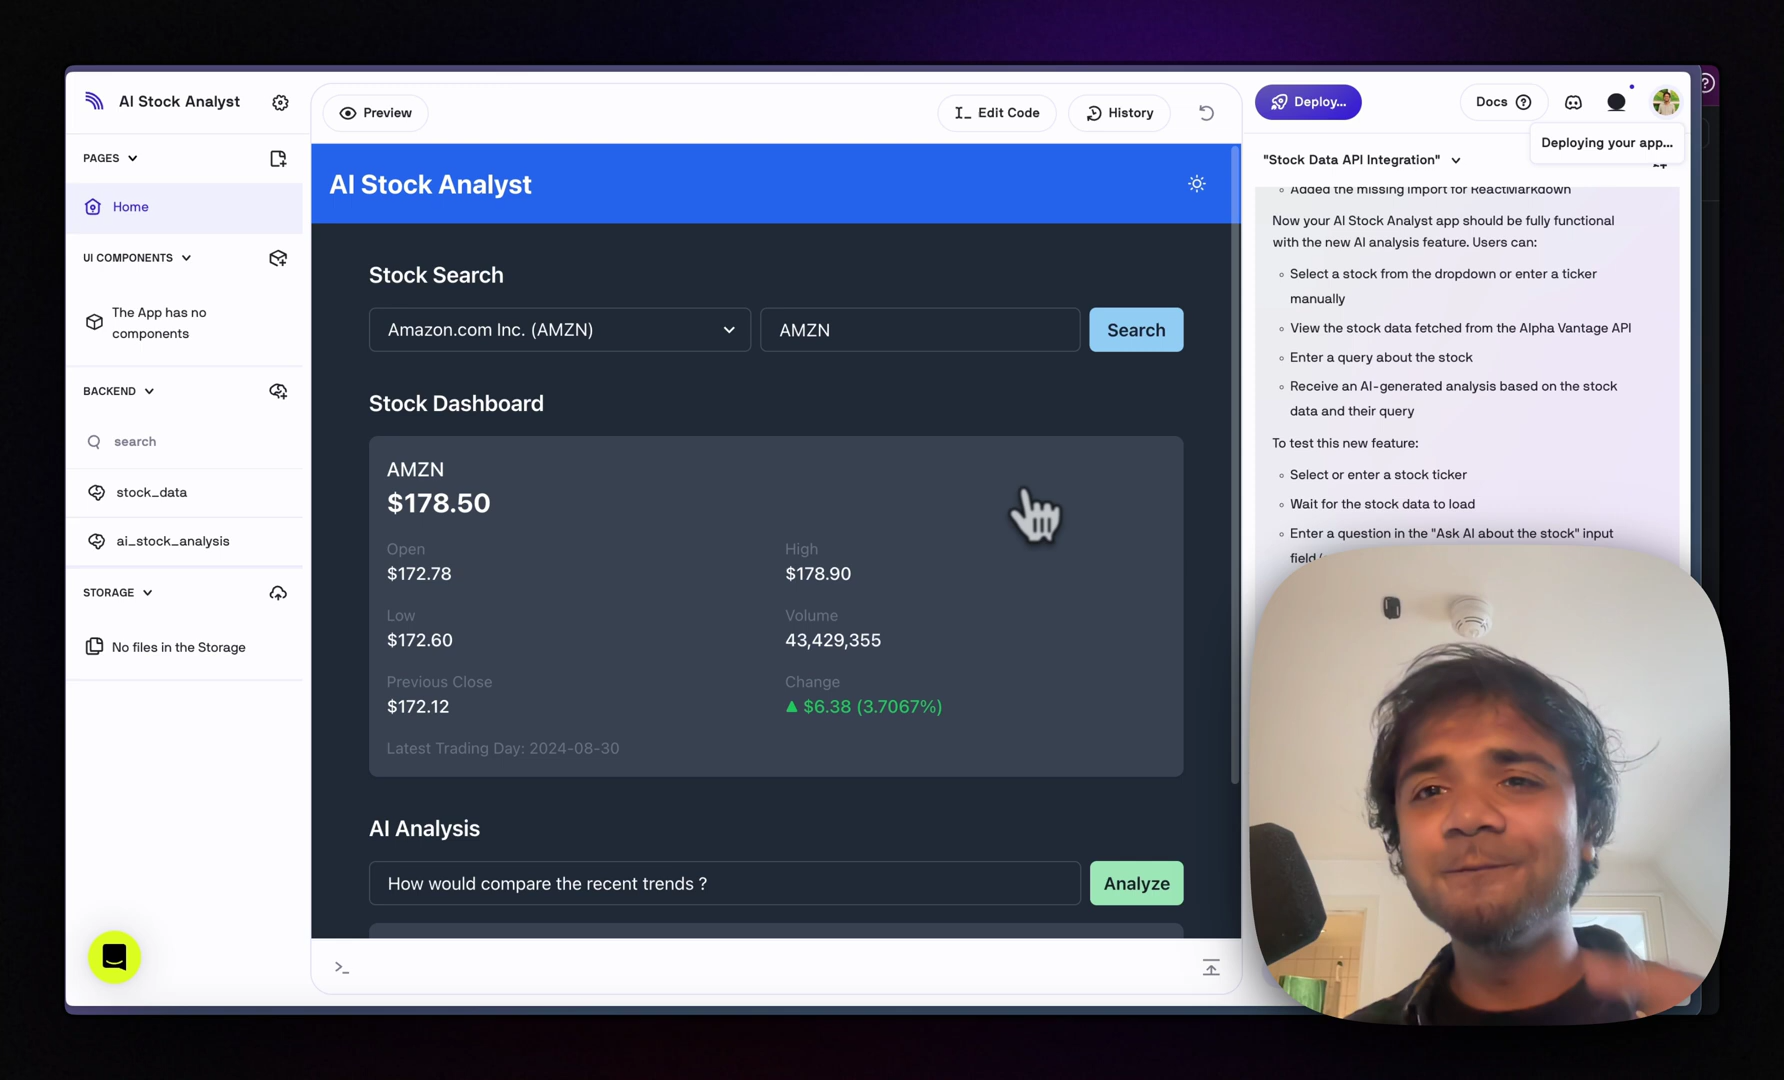 AI Stock Analyst
PAGES
Home
UI COMPONENTS
The App has no
components
BACKEND
search
stock_data
ai_stock_analysis
STORAGE
No files in the Storage
Preview
Edit Code
History
AI Stock Analyst
Stock Search
Amazon.com Inc. (AMZN)
AMZN
Search
Stock Dashboard
AMZN
$178.50
Open
$172.78
High
$178.90
Low
$172.60
Volume
43,429,355
Previous Close
$172.12
Change
▲ $6.38 (3.7067%)
Latest Trading Day: 2024-08-30
AI Analysis
How would compare the recent trends ?
Analyze
>_
Deploy...
Docs
Deploying your app...
"Stock Data API Integration"
Added the missing import for ReactMarkdown
Now your AI Stock Analyst app should be fully functional
with the new AI analysis feature. Users can:
Select a stock from the dropdown or enter a ticker
manually
View the stock data fetched from the Alpha Vantage API
Enter a query about the stock
Receive an AI-generated analysis based on the stock
data and their query
To test this new feature:
Select or enter a stock ticker
Wait for the stock data to load
Enter a question in the "Ask AI about the stock" input
field